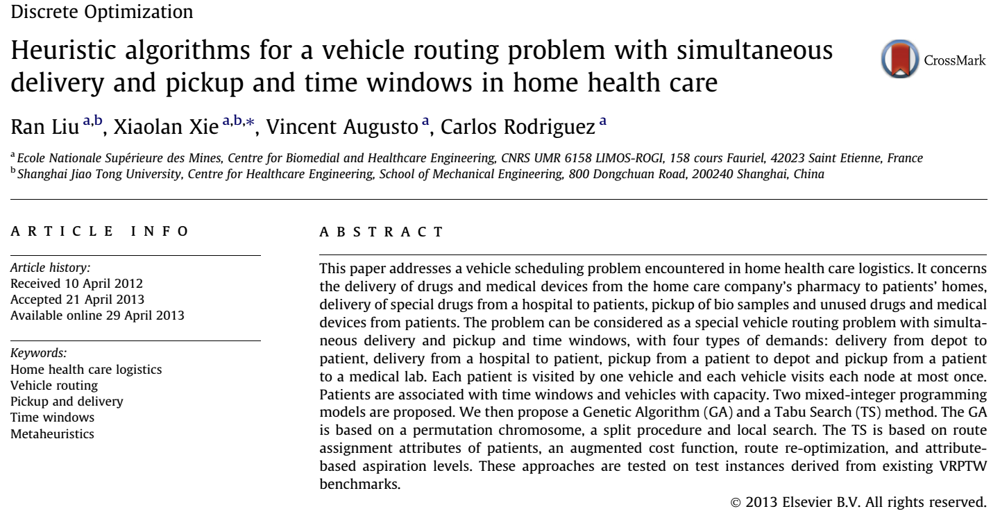 Discrete Optimization
Heuristic algorithms for a vehicle routing problem with simultaneous
delivery and pickup and time windows in home health care
CrossMark
Ran Liu a,b, Xiaolan Xie a,b,*, Vincent Augusto a, Carlos Rodriguez a
a Ecole Nationale Supérieure des Mines, Centre for Biomedial and Healthcare Engineering, CNRS UMR 6158 LIMOS-ROGI, 158 cours Fauriel, 42023 Saint Etienne, France
b Shanghai Jiao Tong University, Centre for Healthcare Engineering, School of Mechanical Engineering, 800 Dongchuan Road, 200240 Shanghai, China
ARTICLE INFO
Article history:
Received 10 April 2012
Accepted 21 April 2013
Available online 29 April 2013
Keywords:
Home health care logistics
Vehicle routing
Pickup and delivery
Time windows
Metaheuristics
ABSTRACT
This paper addresses a vehicle scheduling problem encountered in home health care logistics. It concerns
the delivery of drugs and medical devices from the home care company's pharmacy to patients' homes,
delivery of special drugs from a hospital to patients, pickup of bio samples and unused drugs and medical
devices from patients. The problem can be considered as a special vehicle routing problem with simulta-
neous delivery and pickup and time windows, with four types of demands: delivery from depot to
patient, delivery from a hospital to patient, pickup from a patient to depot and pickup from a patient
to a medical lab. Each patient is visited by one vehicle and each vehicle visits each node at most once.
Patients are associated with time windows and vehicles with capacity. Two mixed-integer programming
models are proposed. We then propose a Genetic Algorithm (GA) and a Tabu Search (TS) method. The GA
is based on a permutation chromosome, a split procedure and local search. The TS is based on route
assignment attributes of patients, an augmented cost function, route re-optimization, and attribute-
based aspiration levels. These approaches are tested on test instances derived from existing VRPTW
benchmarks.
© 2013 Elsevier B.V. All rights reserved.